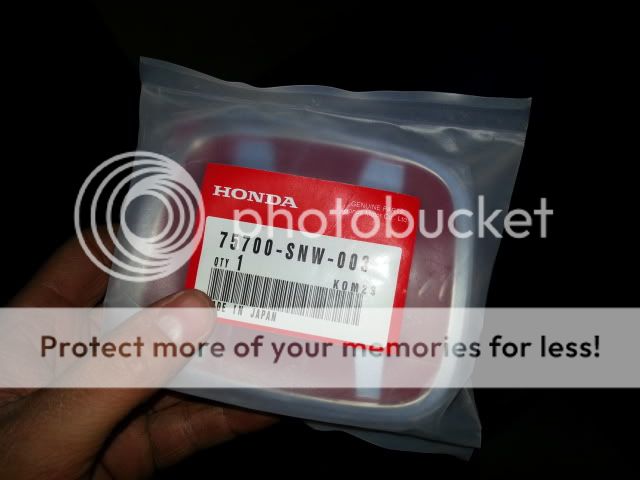 HONDA
GENUINE PARTS
75700-SNW-003
QTY 1
KOM29
MADE IN JAPAN
photobucket
Protect more of your memories for less!